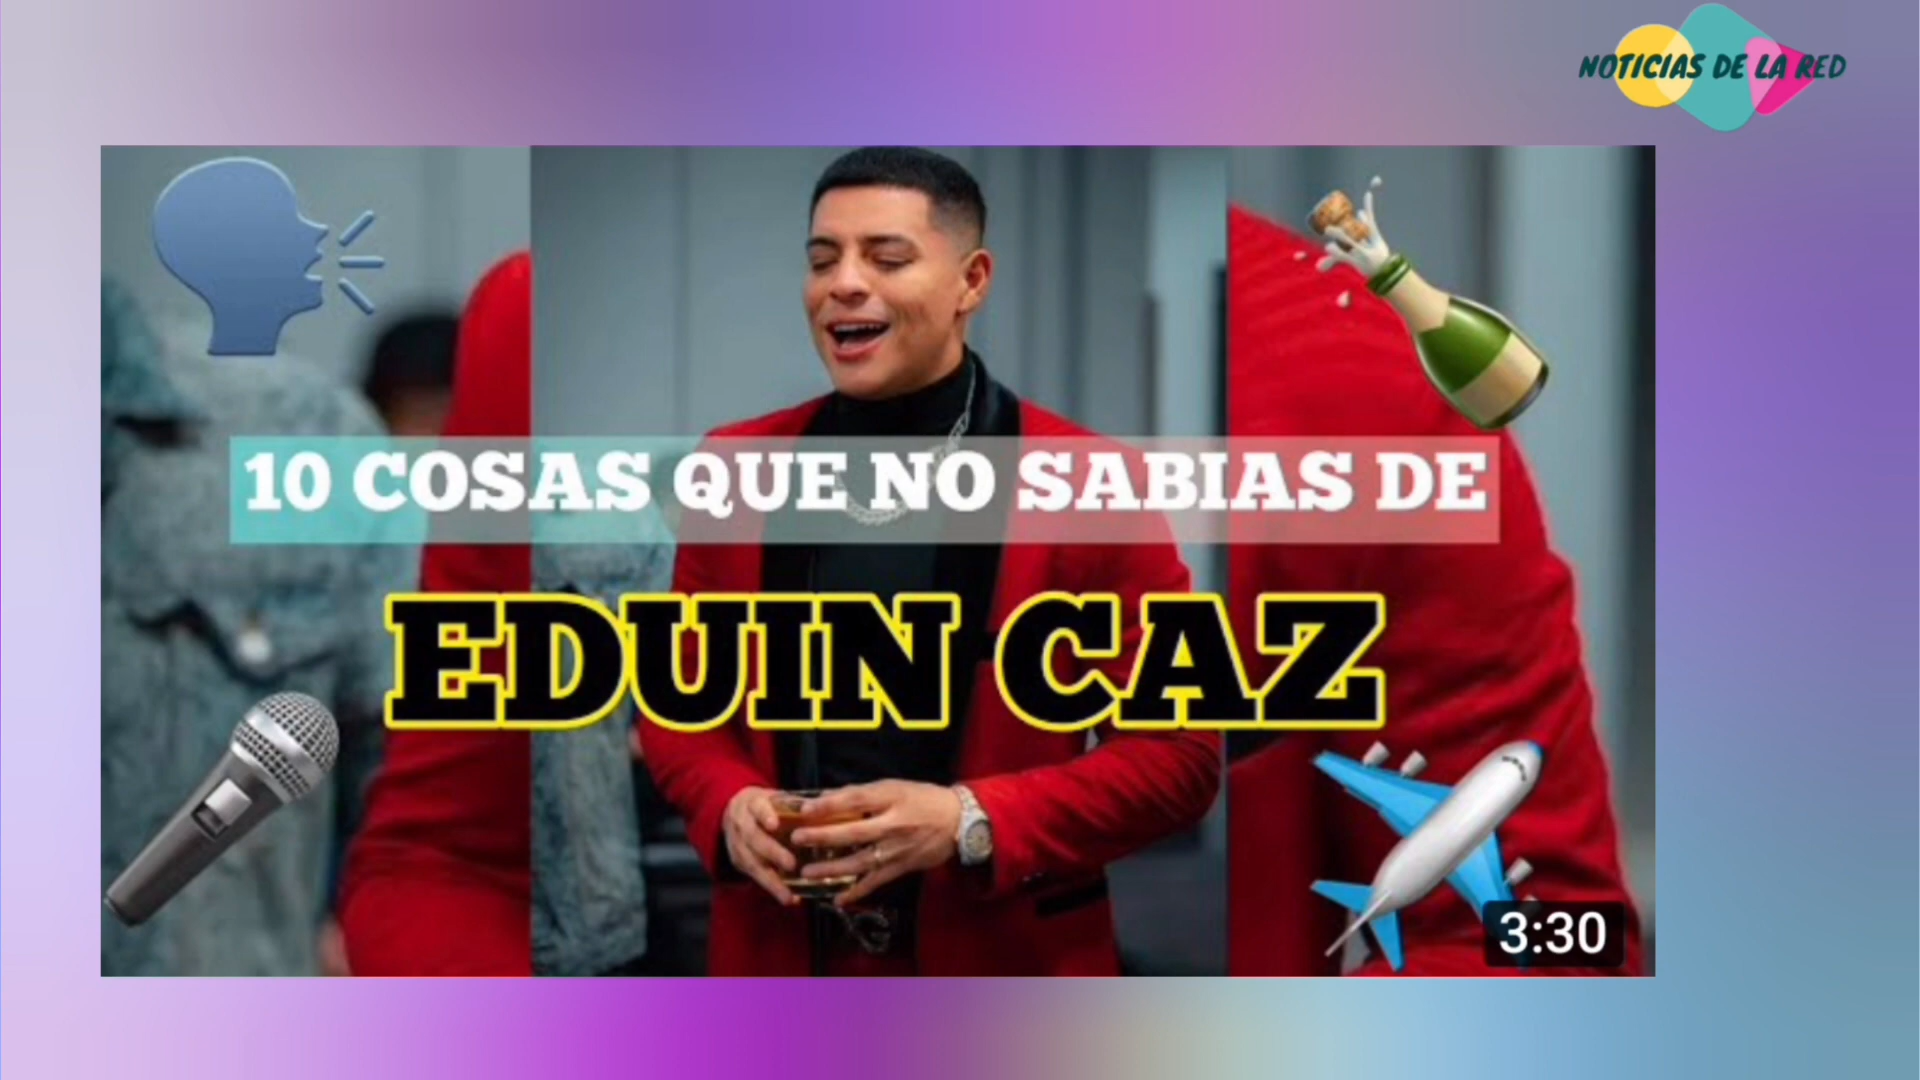 NOTICIAS DE LA RED
10 COSAS QUE NO SABIAS DE
EDUIN CAZ
3:30